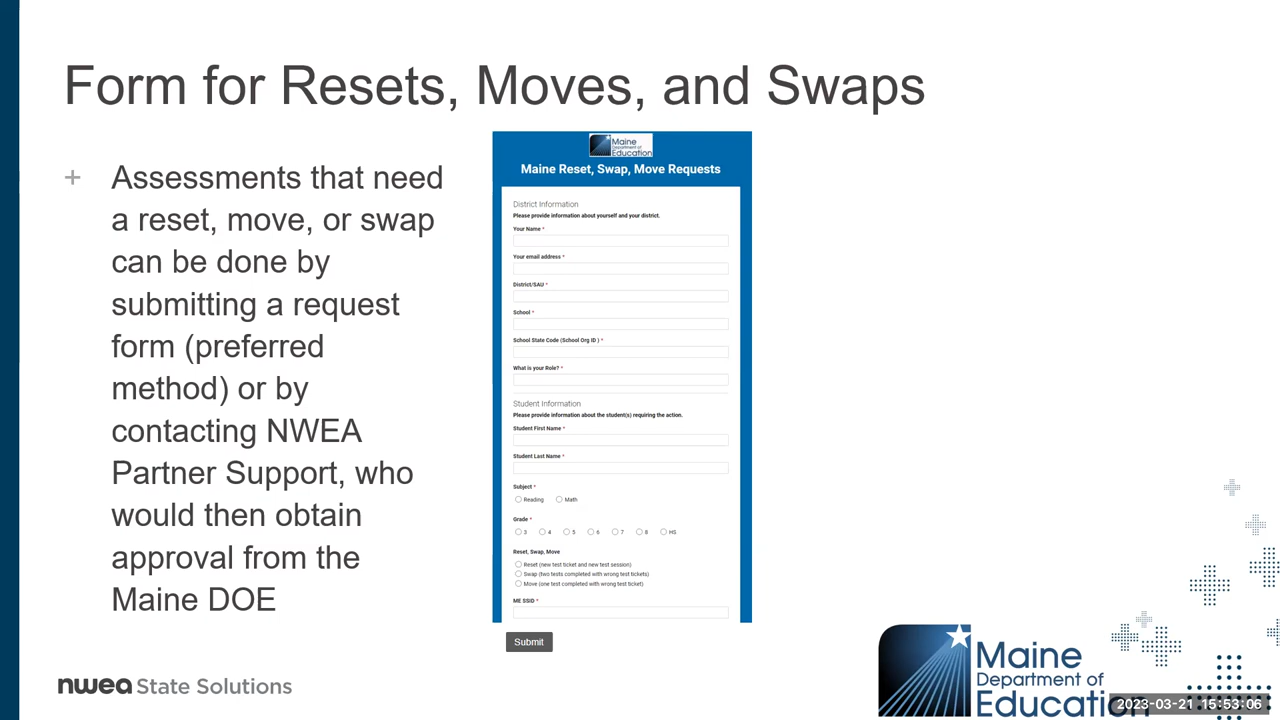 Form for Resets, Moves, and Swaps
+ Assessments that need
a reset, move, or swap
can be done by
submitting a request
form (preferred
method) or by
contacting NWEA
Partner Support, who
would then obtain
approval from the
Maine DOE
Maine
Department of
Education
Maine Reset, Swap, Move Requests
District Information
Please provide information about yourself and your district.
Your Name *
Your email address *
District/SAU *
School *
School State Code (School Org ID ) *
What is your Role? *
Student Information
Please provide information about the student(s) requiring the action.
Student First Name *
Student Last Name *
Subject *
Reading Math
Grade *
3 4 5 6 7 8 HS
Reset, Swap, Move
Reset (new test ticket and new test session)
Swap (two tests completed with wrong test tickets)
Move (one test completed with wrong test ticket)
ME SSID *
Submit
nwea State Solutions
Maine
Department of
Education
2023-03-21 15:53:06